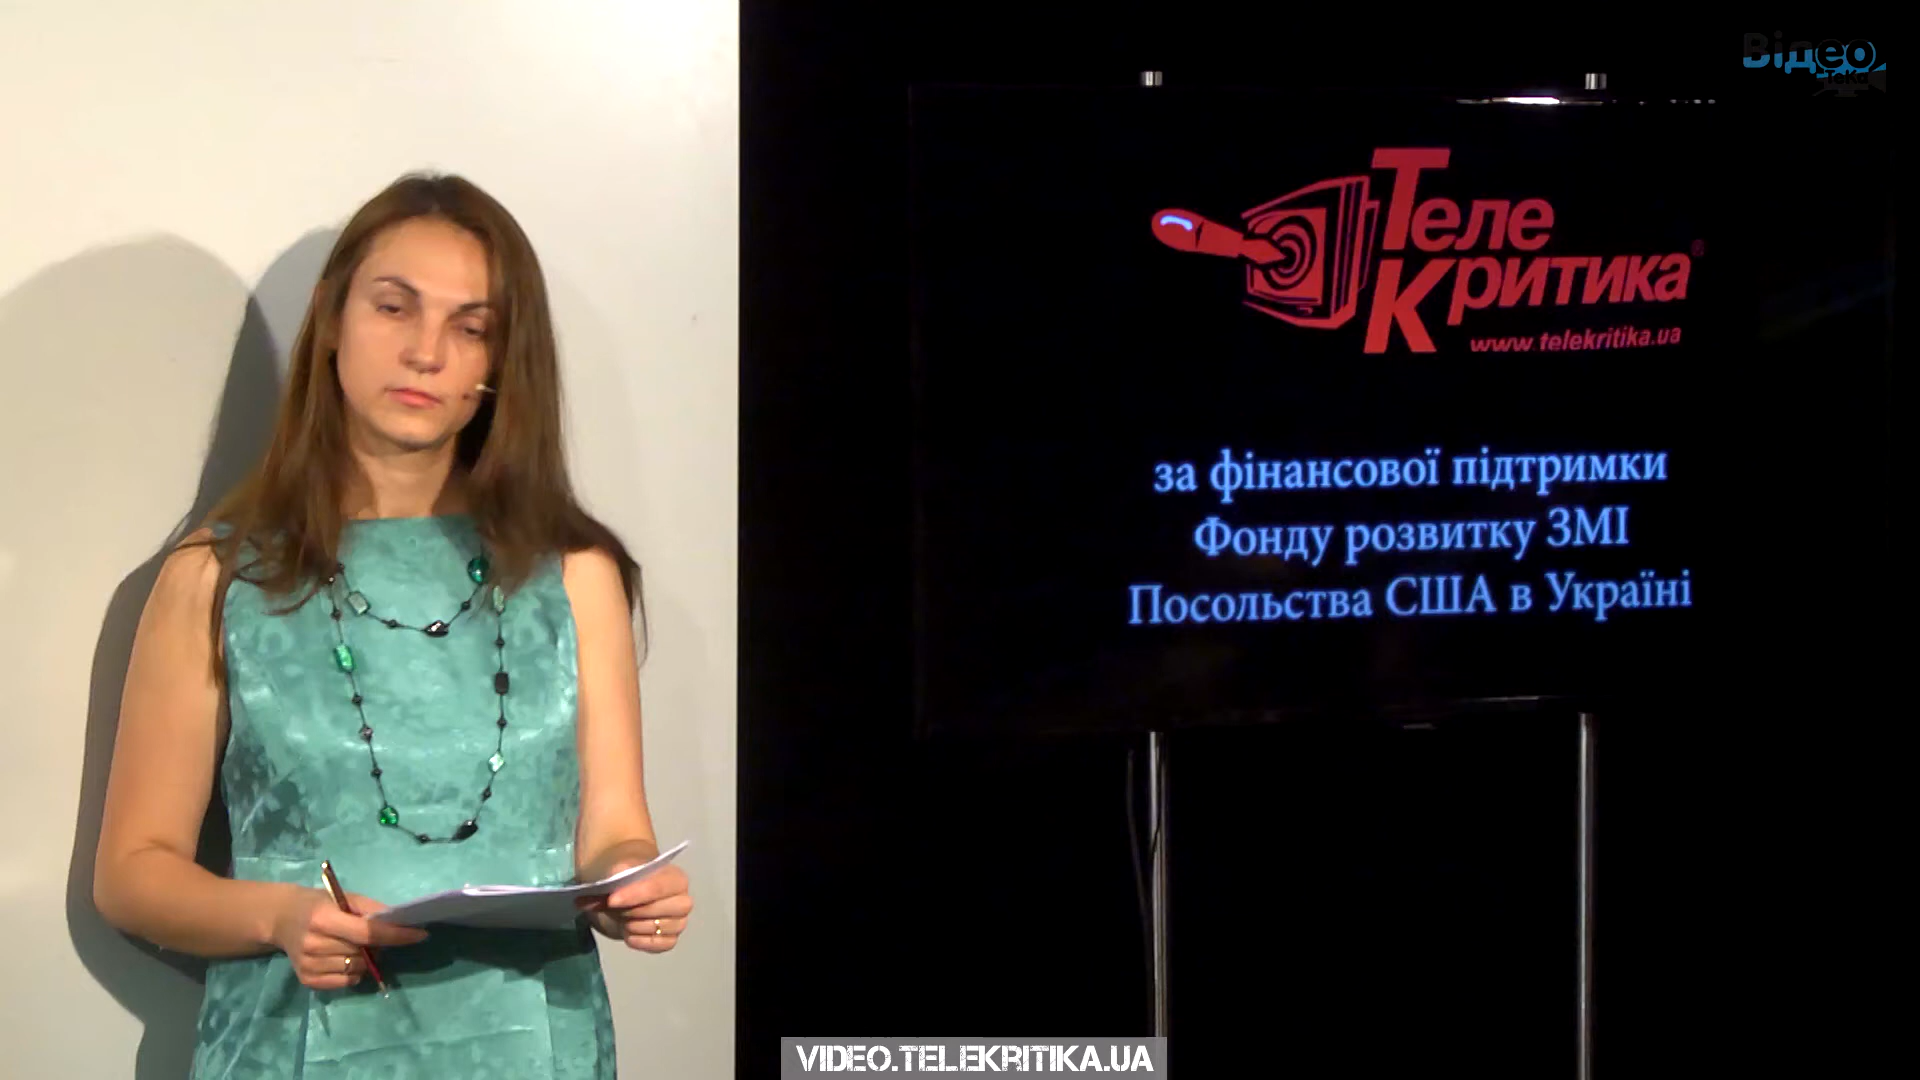 Відео
Теле
Критика
www.telekritika.ua
за фінансової підтримки
Фонду розвитку ЗМІ
Посольства США в Україні
VIDEO.TELEKRITIKA.UA